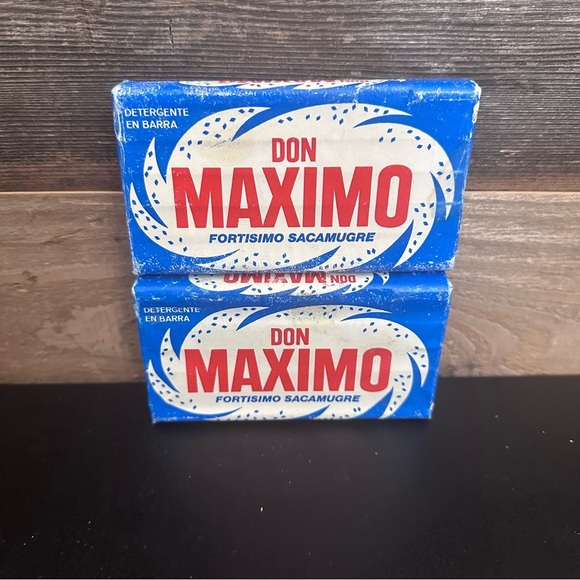 DETERGENTE
EN BARRA
DON
MAXIMO
FORTISIMO SACAMUGRE
DON MAXIMO
DETERGENTE
EN BARRA
DON
MAXIMO
FORTISIMO SACAMUGRE